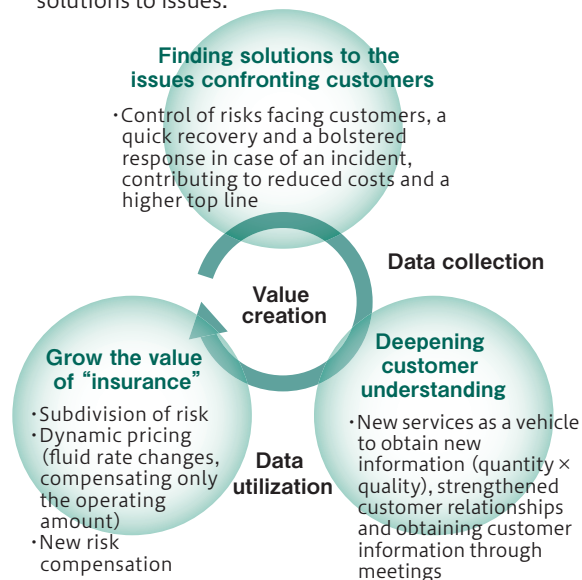 solutions to issues.
Finding solutions to the
issues confronting customers
・Control of risks facing customers, a
quick recovery and a bolstered
response in case of an incident,
contributing to reduced costs and a
higher top line
Data collection
Value
creation
Deepening
customer
understanding
・New services as a vehicle
to obtain new
information (quantity ×
quality), strengthened
customer relationships
and obtaining customer
information through
meetings
Data
utilization
Grow the value
of “insurance”
・Subdivision of risk
・Dynamic pricing
(fluid rate changes,
compensating only
the operating
amount)
・New risk
compensation